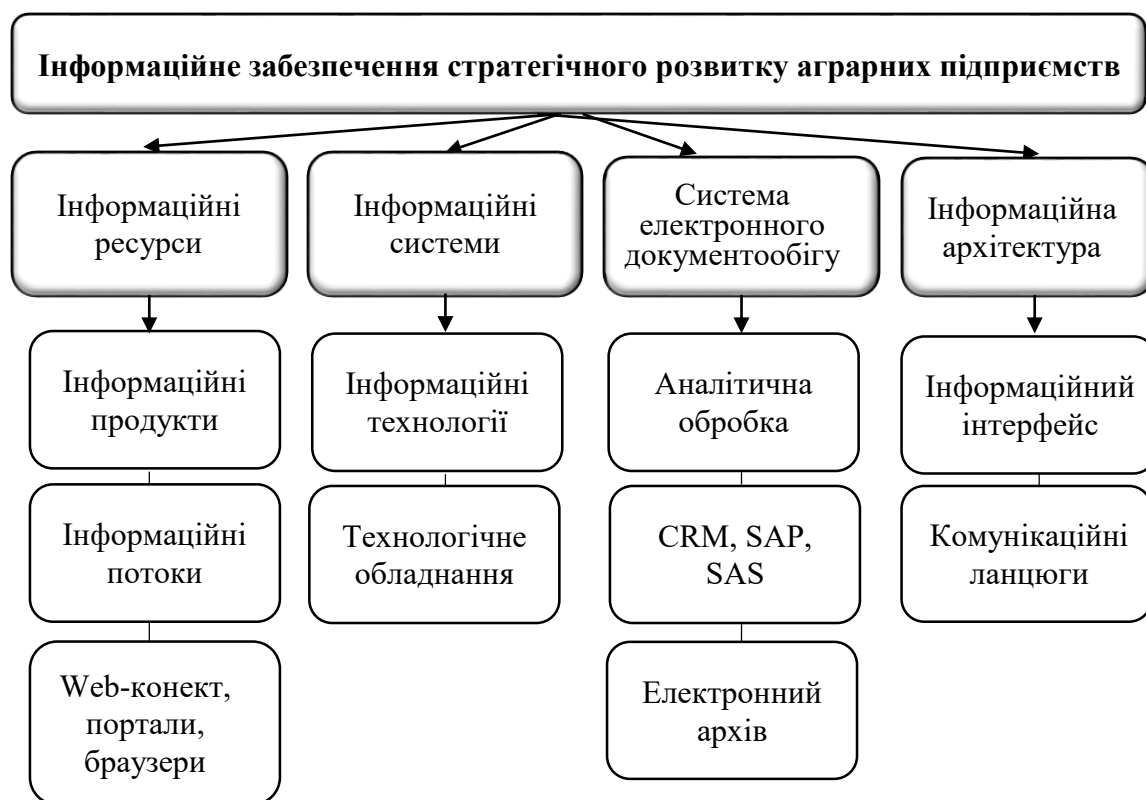 Інформаційне забезпечення стратегічного розвитку аграрних підприємств
Інформаційні
ресурси
Інформаційні
системи
Система
електронного
документообігу
Інформаційна
архітектура
Інформаційні
продукти
Інформаційні
технології
Аналітична
обробка
Інформаційний
інтерфейс
Інформаційні
потоки
Технологічне
обладнання
CRM, SAP,
SAS
Комунікаційні
ланцюги
Web-конект,
портали,
браузери
Електронний
архів